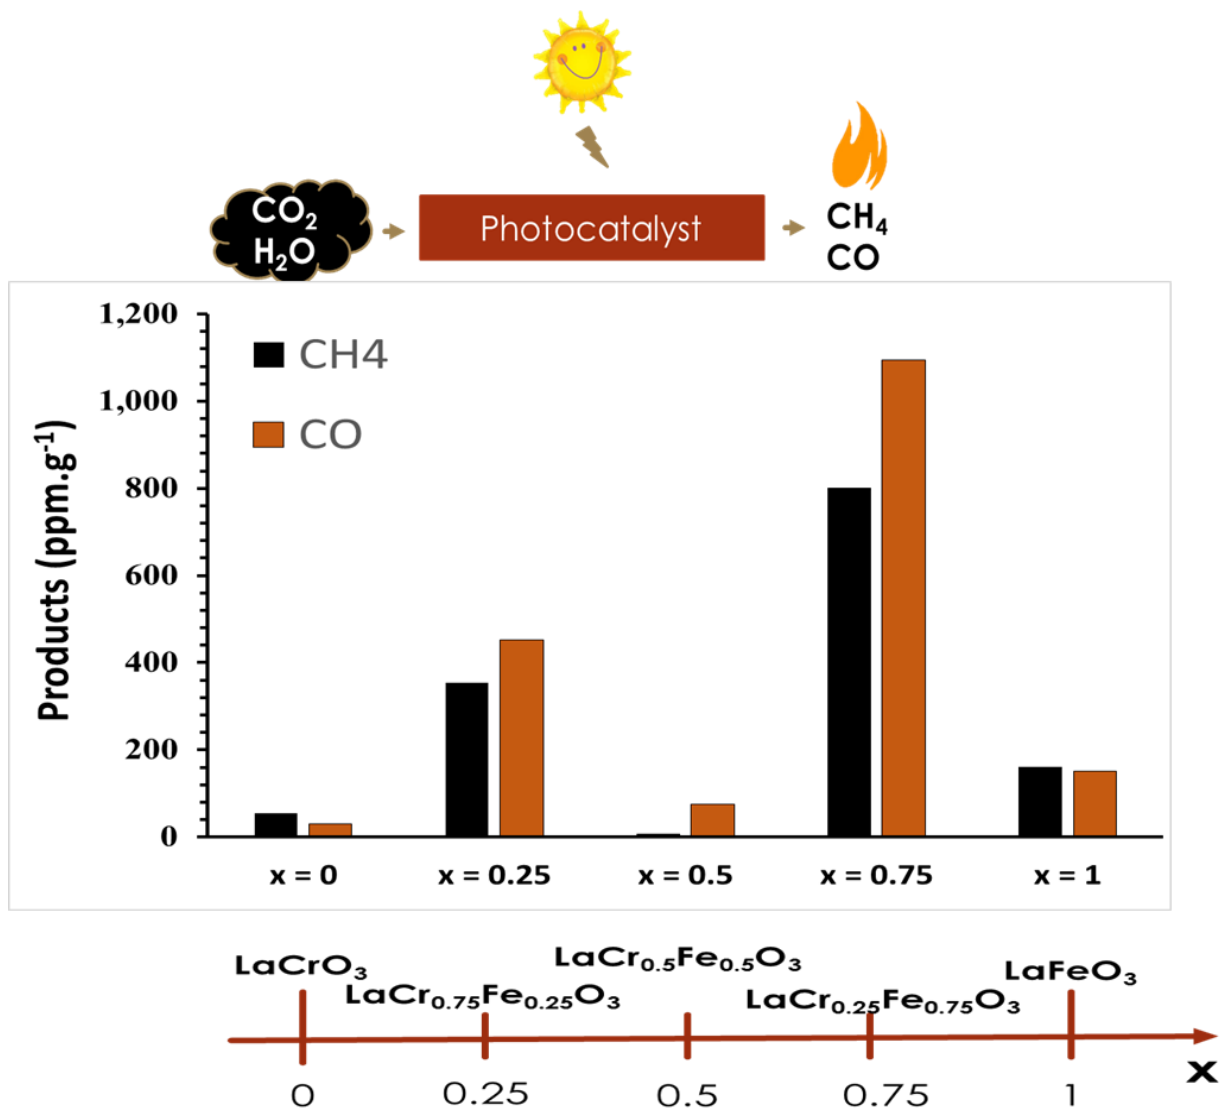 CO₂
H₂O
Photocatalyst
CH₄
CO
Products (ppm.g⁻¹)
1,200
1,000
800
600
400
200
0
CH4
CO
x = 0 x = 0.25 x = 0.5 x = 0.75 x = 1
LaCrO₃
LaCr₀.₇₅Fe₀.₂₅O₃
LaCr₀.₅Fe₀.₅O₃
LaCr₀.₂₅Fe₀.₇₅O₃
LaFeO₃
0 0.25 0.5 0.75 1
x